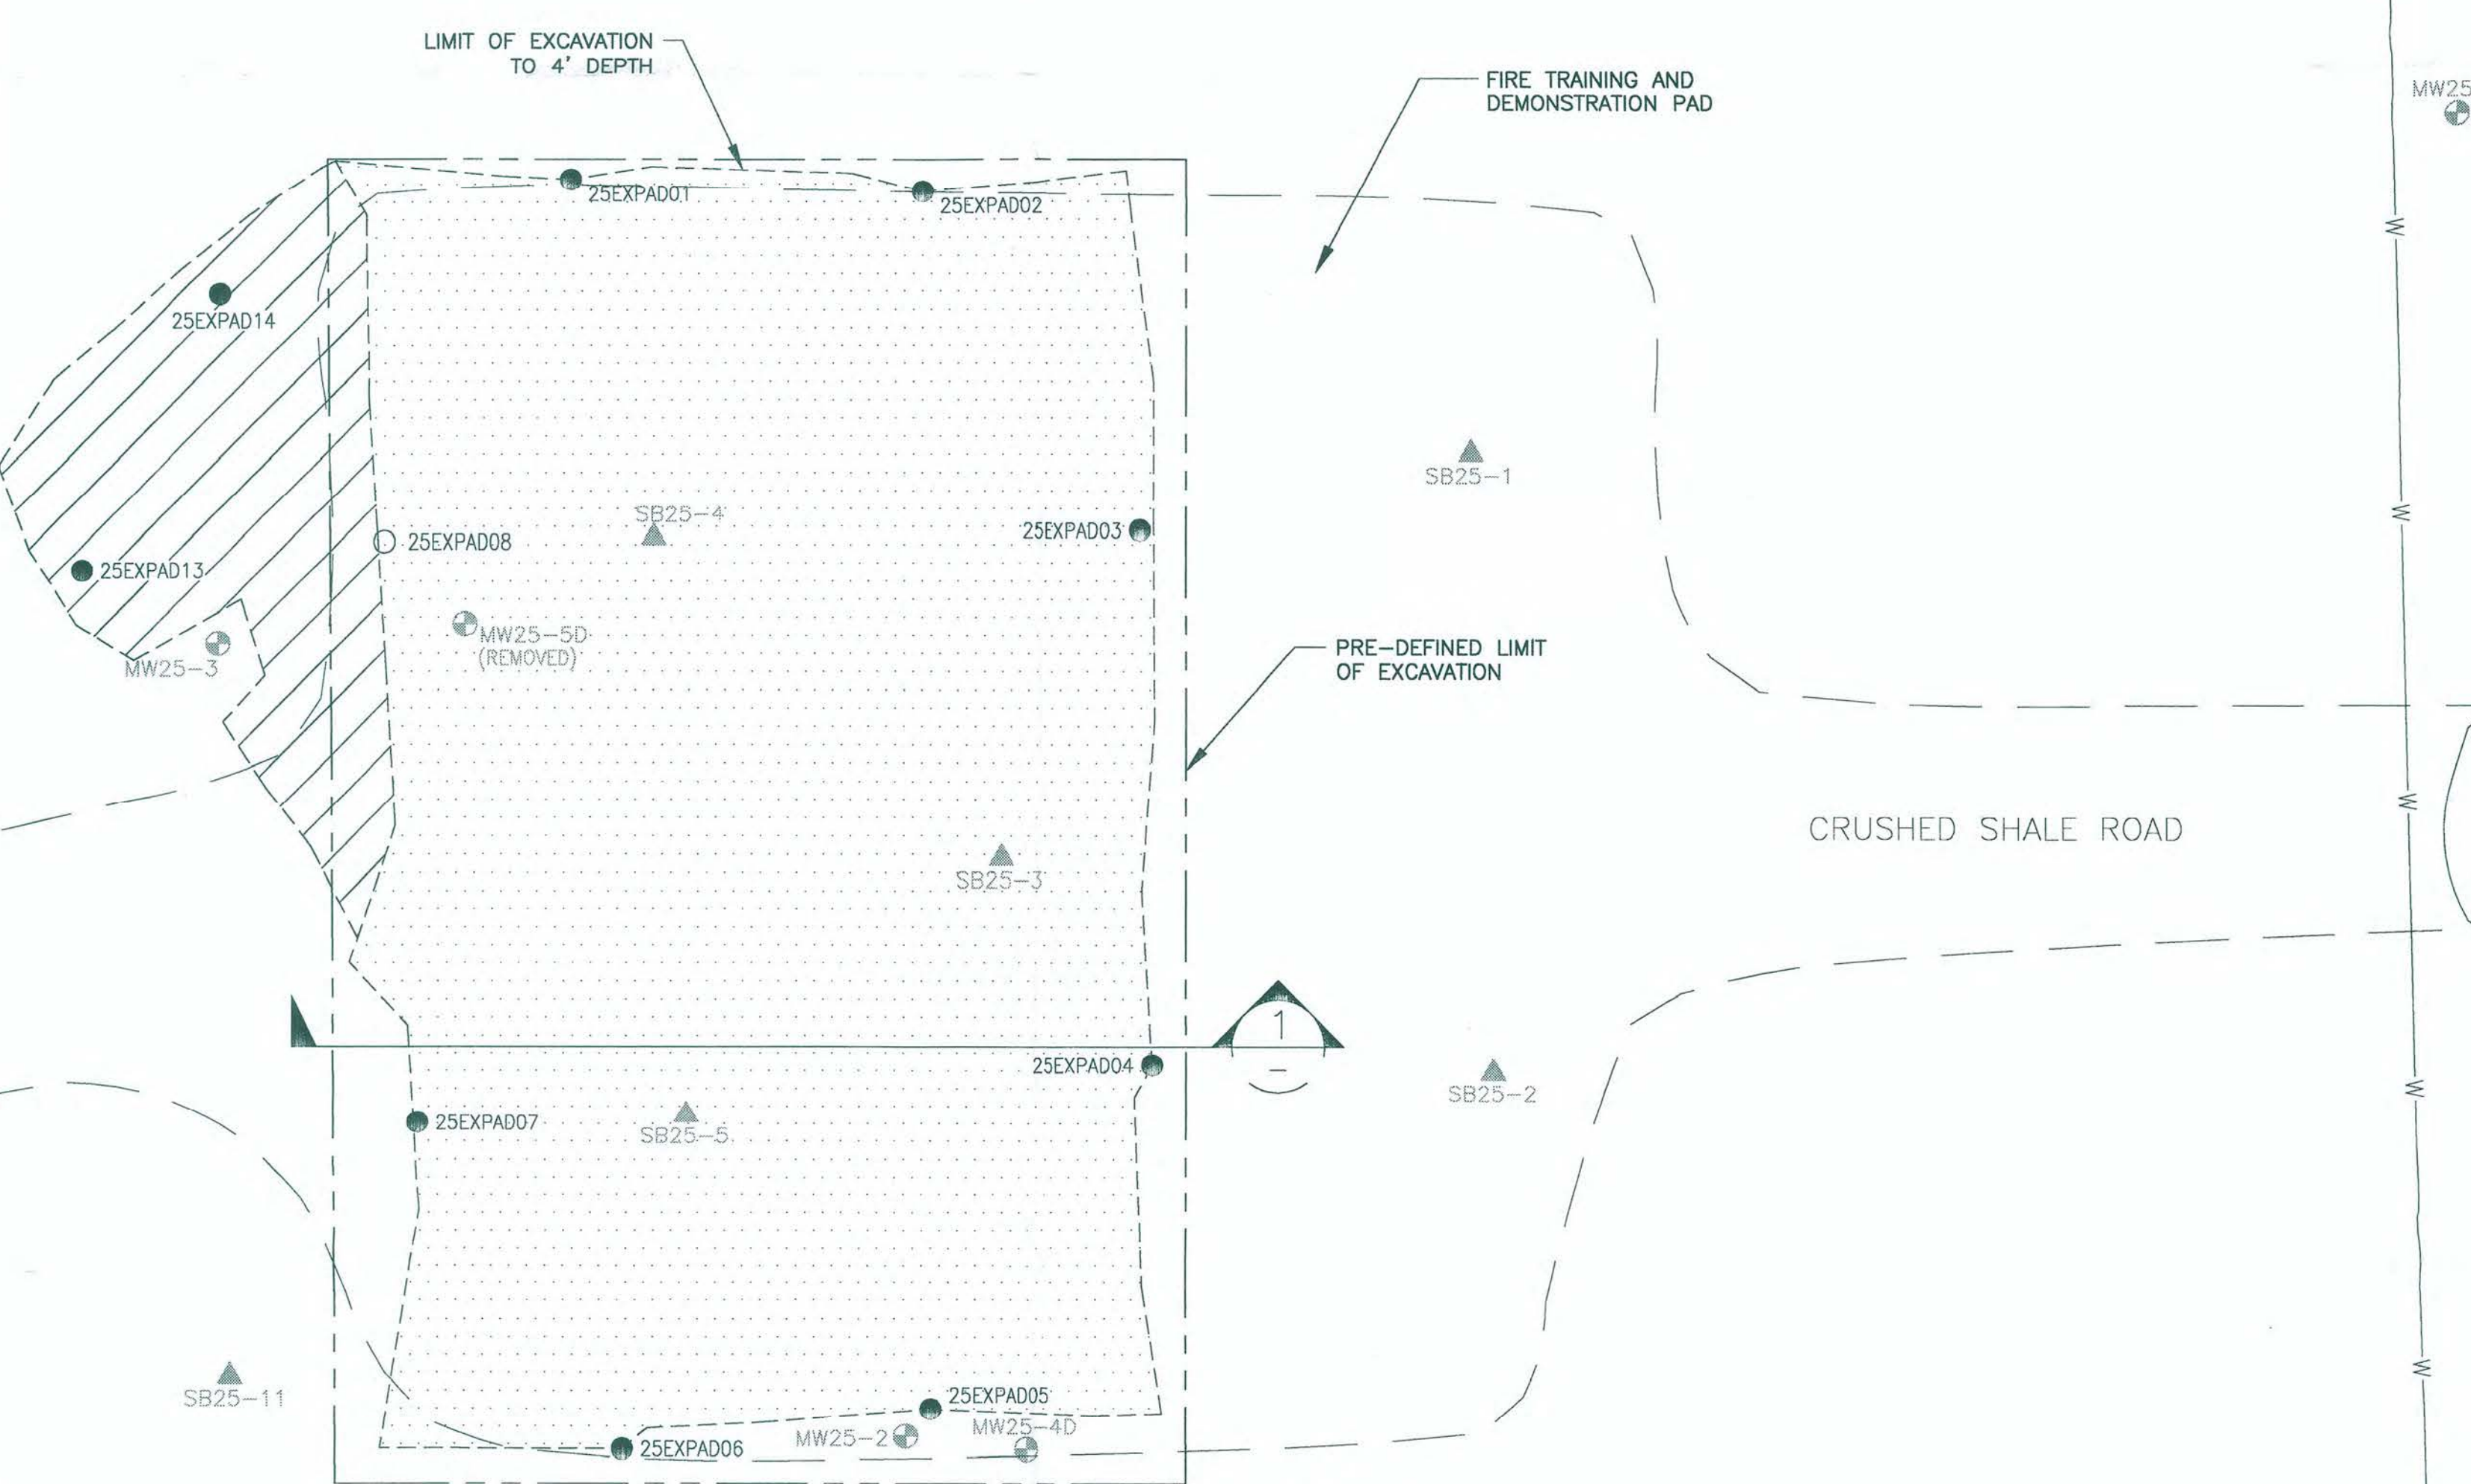 LIMIT OF EXCAVATION
TO 4' DEPTH
FIRE TRAINING AND
DEMONSTRATION PAD
MW25
25EXPAD01
25EXPAD02
25EXPAD14
W
SB25-1
SB25-4
25EXPAD03
W
25EXPAD08
25EXPAD13
MW25-5D
(REMOVED)
MW25-3
PRE-DEFINED LIMIT
OF EXCAVATION
W
CRUSHED SHALE ROAD
SB25-3
1
-
25EXPAD04
SB25-2
W
25EXPAD07
SB25-5
W
SB25-11
25EXPAD05
MW25-4D
MW25-2
25EXPAD06